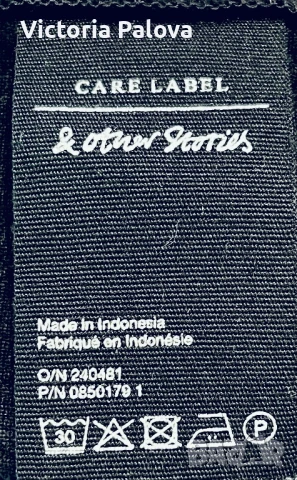 Victoria Palova
CARE LABEL
& other Stories
Made in Indonesia
Fabriqué en Indonésie
O/N 240481
P/N 0850179 1
30
P